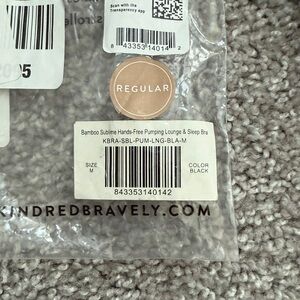 Scan with the
Transparency app
8 43353 14014 2
REGULAR
Bamboo Sublime Hands-Free Pumping Lounge & Sleep Bra
KBRA-SBL-PUM-LNG-BLA-M
SIZE
M
COLOR
BLACK
843353140142
KINDREDBRAVELY.COM